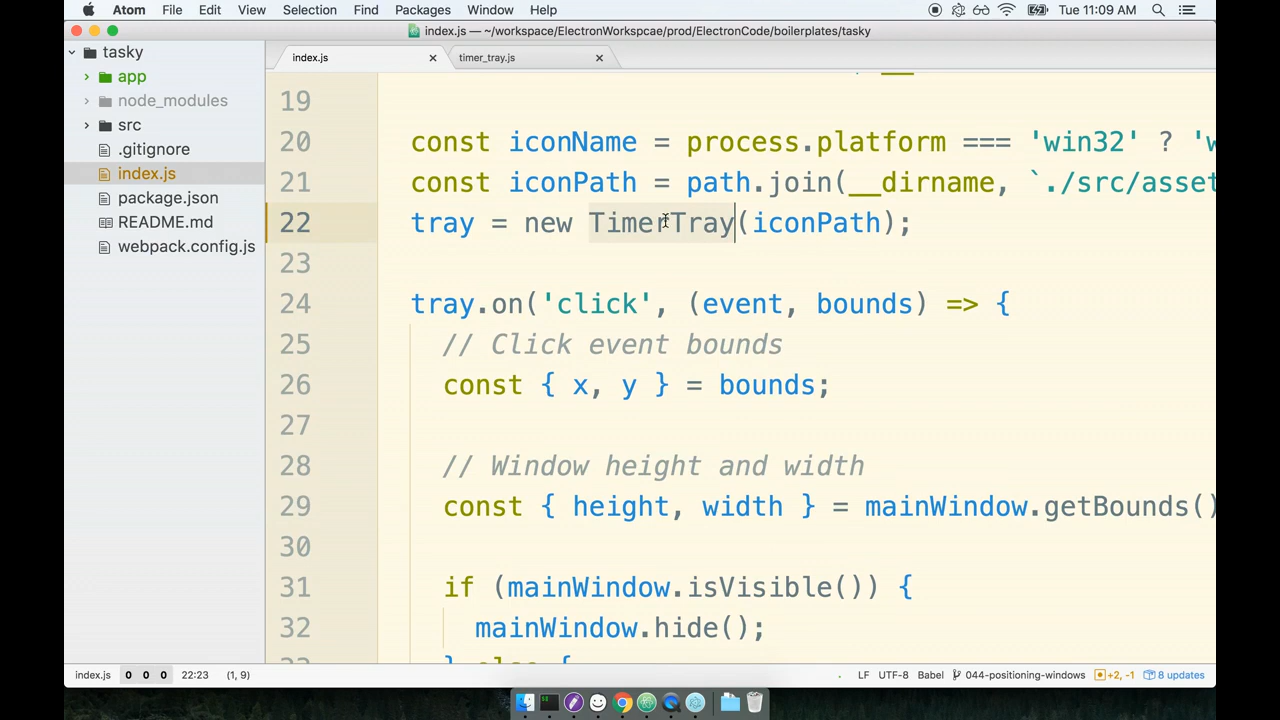 Atom File Edit View Selection Find Packages Window Help Tue 11:09 AM
index.js — ~/workspace/ElectronWorkspcae/prod/ElectronCode/boilerplates/tasky
tasky
app
node_modules
src
.gitignore
index.js
package.json
README.md
webpack.config.js
index.js timer_tray.js
19
20 const iconName = process.platform === 'win32' ? 'w
21 const iconPath = path.join(__dirname, `./src/asset
22 tray = new TimerTray(iconPath);
23
24 tray.on('click', (event, bounds) => {
25 // Click event bounds
26 const { x, y } = bounds;
27
28 // Window height and width
29 const { height, width } = mainWindow.getBounds()
30
31 if (mainWindow.isVisible()) {
32 mainWindow.hide();
index.js 0 0 0 22:23 (1, 9) LF UTF-8 Babel 044-positioning-windows +2, -1 8 updates